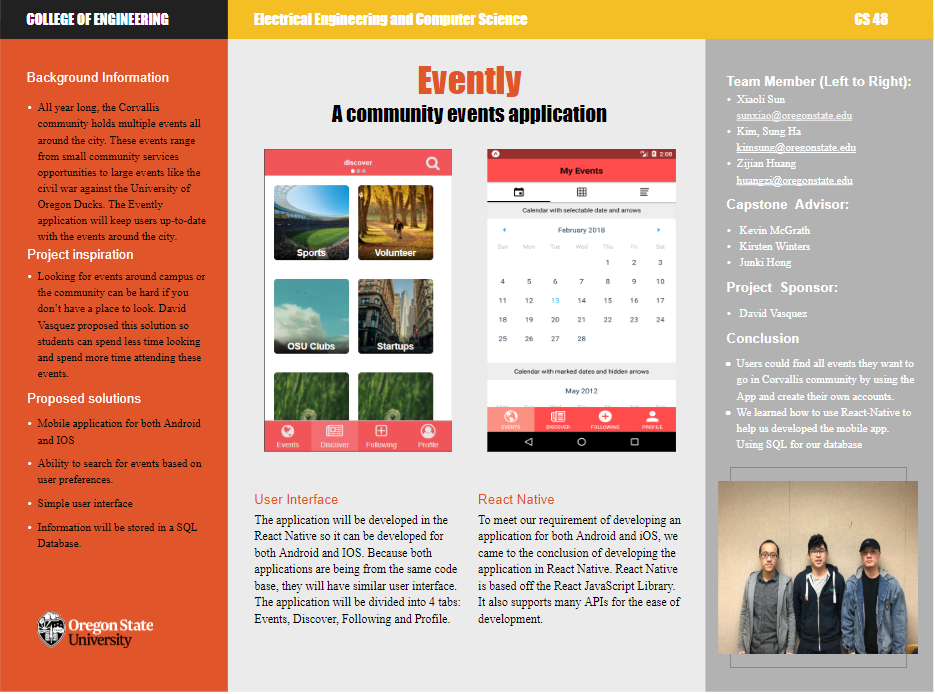 COLLEGE OF ENGINEERING
Electrical Engineering and Computer Science
CS 48
Background Information
• All year long, the Corvallis
community holds multiple events all
around the city. These events range
from small community services
opportunities to large events like the
civil war against the University of
Oregon Ducks. The Evently
application will keep users up-to-date
with the events around the city.
Project inspiration
• Looking for events around campus or
the community can be hard if you
don't have a place to look. David
Vasquez proposed this solution so
students can spend less time looking
and spend more time attending these
events.
Proposed solutions
• Mobile application for both Android
and IOS
• Ability to search for events based on
user preferences.
• Simple user interface
• Information will be stored in a SQL
Database.
Oregon State
University
Evently
A community events application
discover
Sports
Volunteer
OSU Clubs
Startups
Events
Discover
Following
Profile
2:08
My Events
Calendar with selectable date and arrows
February 2018
Sun Mon Tue Wed Thu Fri Sat
1 2 3
4 5 6 7 8 9 10
11 12 13 14 15 16 17
18 19 20 21 22 23 24
25 26 27 28
Calendar with marked dates and hidden arrows
May 2012
EVENTS
DISCOVER
FOLLOWING
PROFILE
User Interface
The application will be developed in the
React Native so it can be developed for
both Android and IOS. Because both
applications are being from the same code
base, they will have similar user interface.
The application will be divided into 4 tabs:
Events, Discover, Following and Profile.
React Native
To meet our requirement of developing an
application for both Android and iOS, we
came to the conclusion of developing the
application in React Native. React Native
is based off the React JavaScript Library.
It also supports many APIs for the ease of
development.
Team Member (Left to Right):
• Xiaoli Sun
sunxiao@oregonstate.edu
• Kim, Sung Ha
kimsung@oregonstate.edu
• Zijian Huang
huangzi@oregonstate.edu
Capstone Advisor:
• Kevin McGrath
• Kirsten Winters
• Junki Hong
Project Sponsor:
• David Vasquez
Conclusion
• Users could find all events they want to
go in Corvallis community by using the
App and create their own accounts.
• We learned how to use React-Native to
help us developed the mobile app.
Using SQL for our database